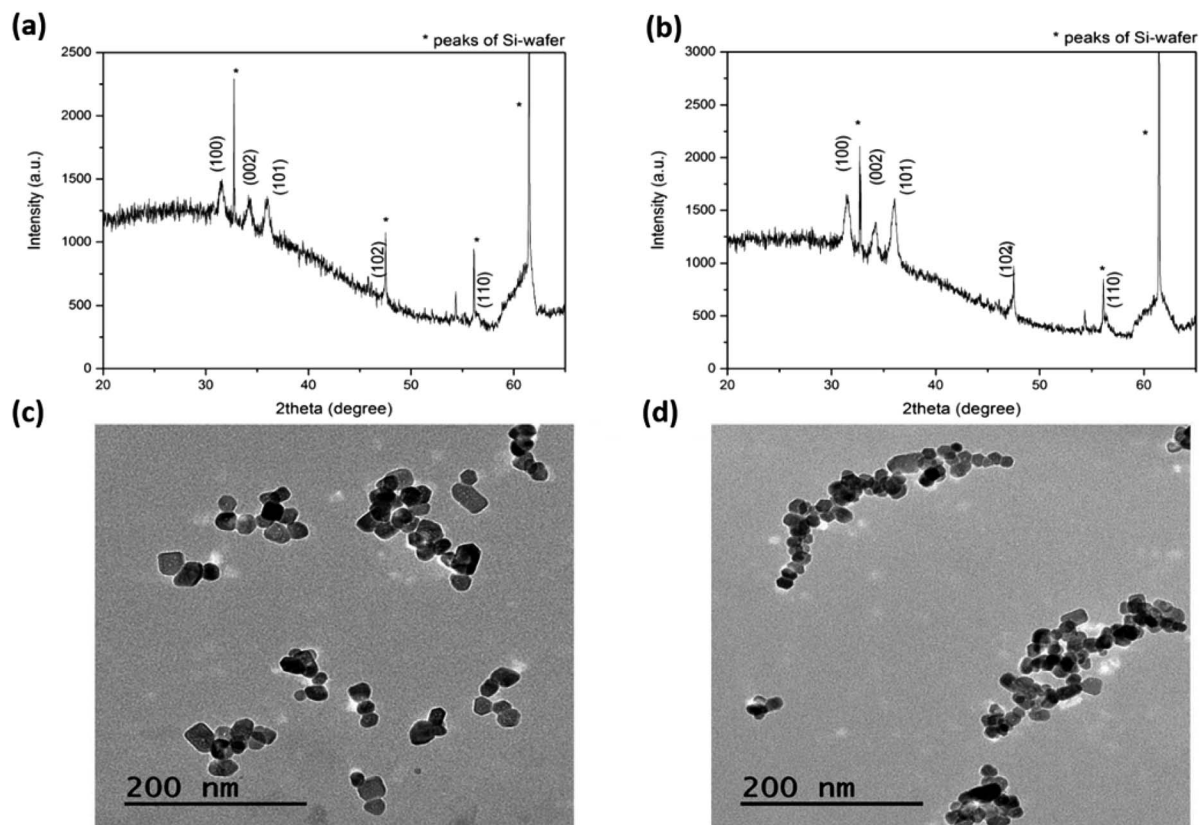 (a)
* peaks of Si-wafer
2500
2000
1500
1000
500
0
Intensity (a.u.)
(100)
*
(002)
(101)
(102)
*
*
(110)
*
20 30 40 50 60
2theta (degree)
(b)
* peaks of Si-wafer
3000
2500
2000
1500
1000
500
0
Intensity (a.u.)
(100)
*
(002)
(101)
(102)
*
(110)
*
20 30 40 50 60
2theta (degree)
(c)
200 nm
(d)
200 nm